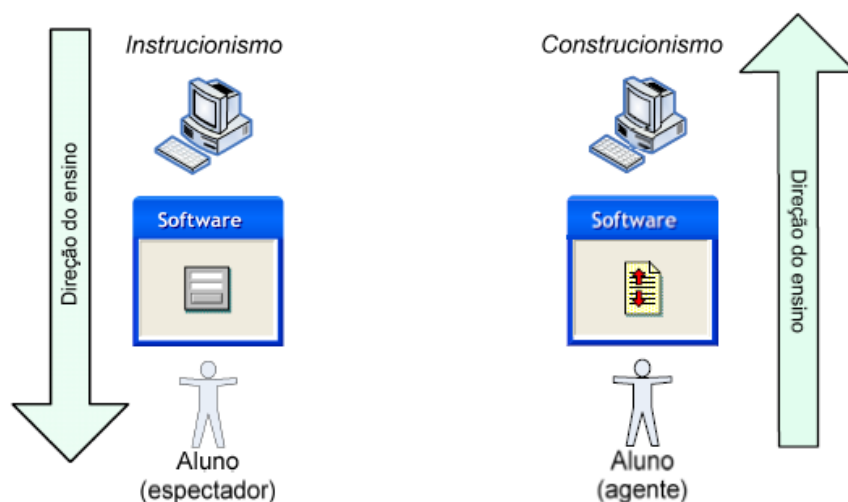 Instrucionismo
Direção do ensino
Software
Aluno
(espectador)
Construcionismo
Direção do ensino
Software
Aluno
(agente)